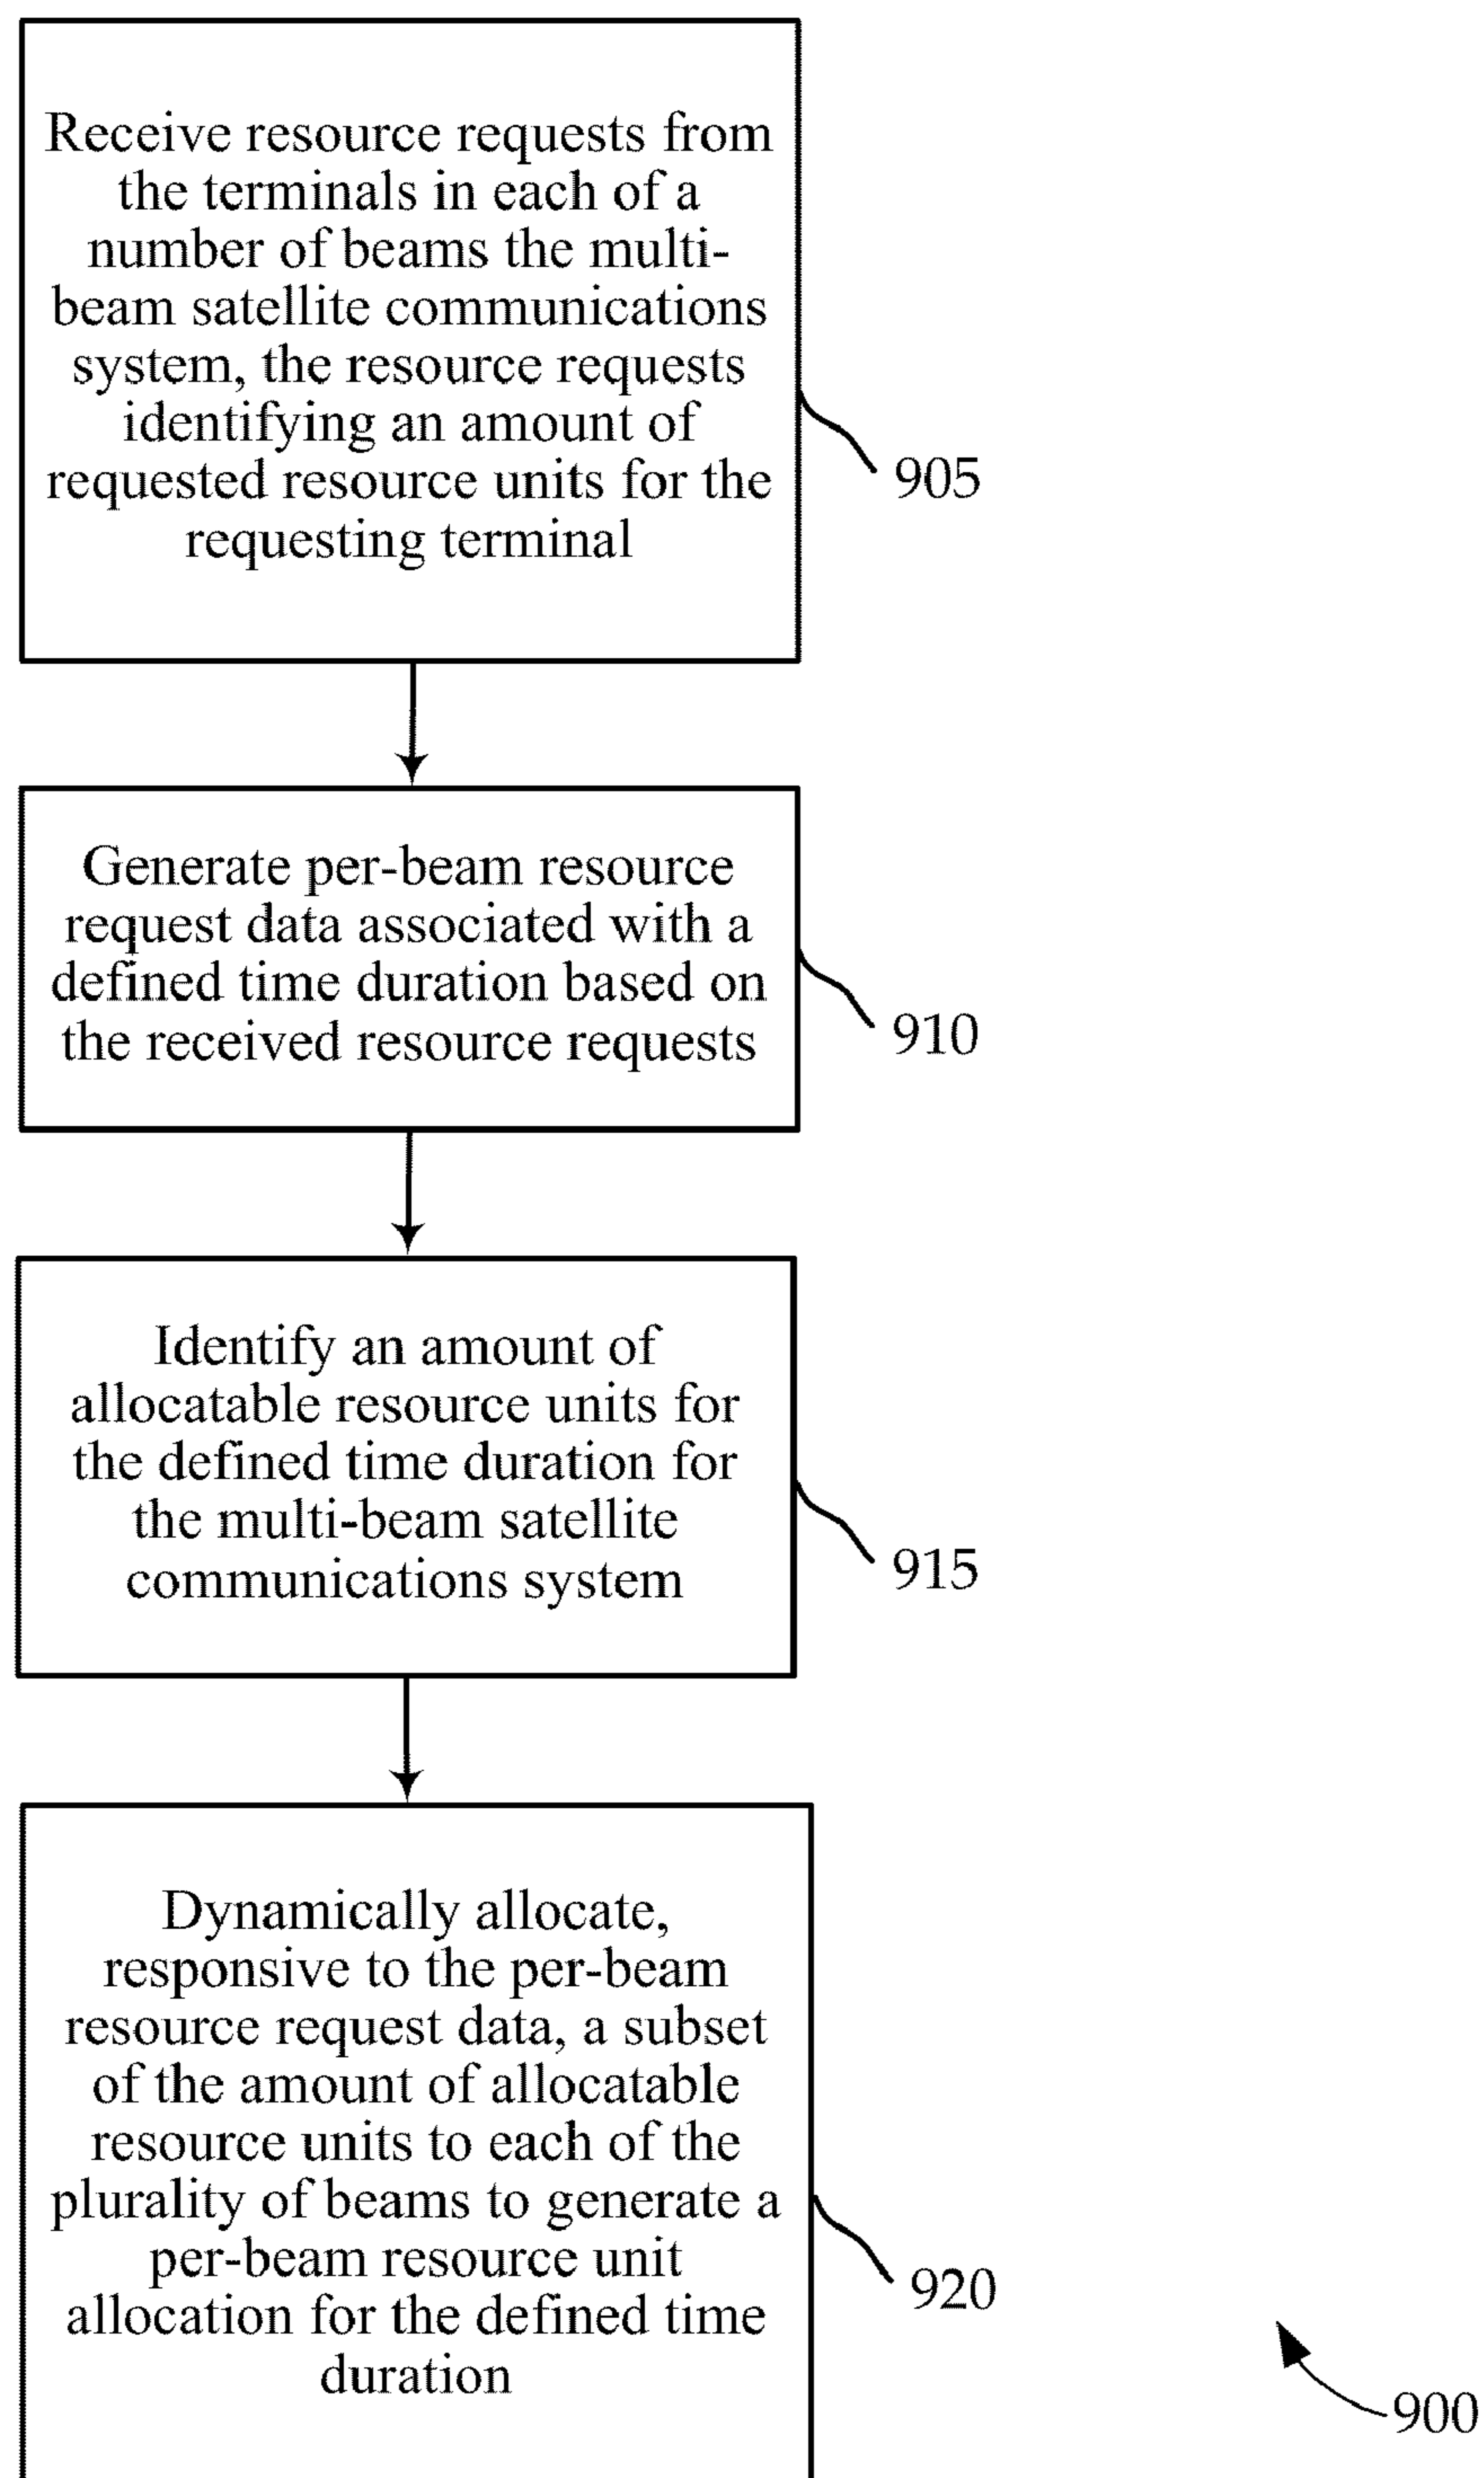 Receive resource requests from
the terminals in each of a
number of beams the multi-
beam satellite communications
system, the resource requests
identifying an amount of
requested resource units for the
requesting terminal
905
Generate per-beam resource
request data associated with a
defined time duration based on
the received resource requests
910
Identify an amount of
allocatable resource units for
the defined time duration for
the multi-beam satellite
communications system
915
Dynamically allocate,
responsive to the per-beam
resource request data, a subset
of the amount of allocatable
resource units to each of the
plurality of beams to generate a
per-beam resource unit
allocation for the defined time
duration
920
900